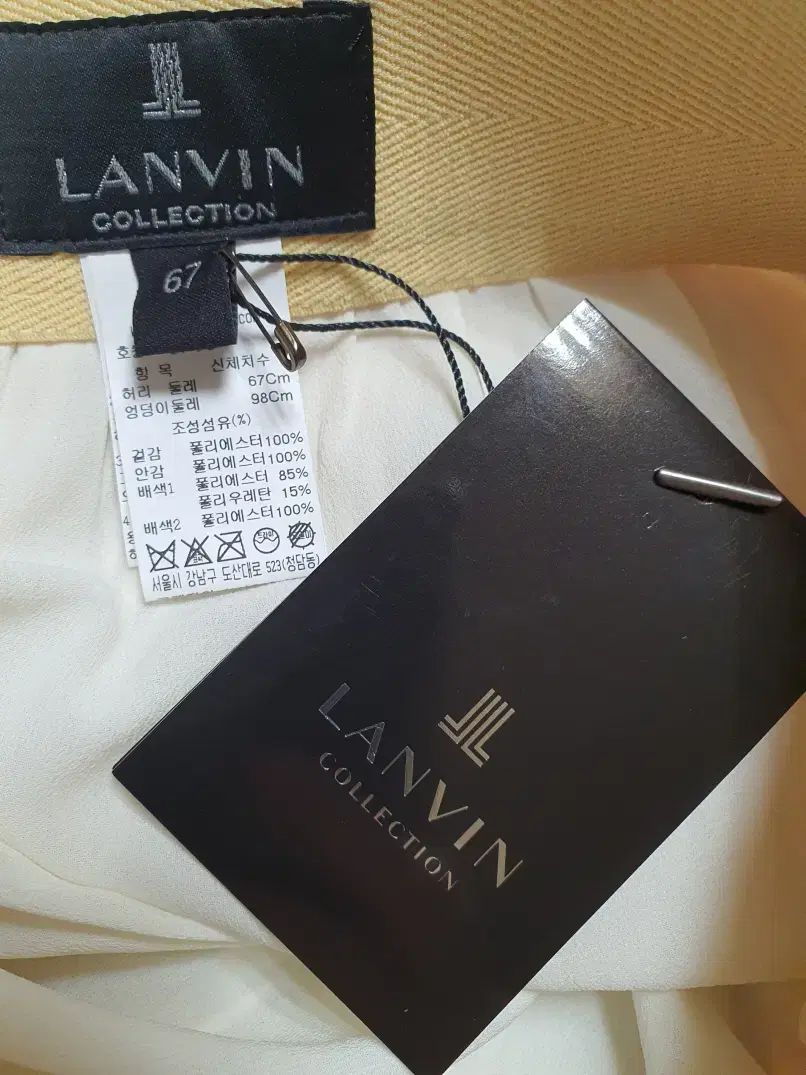 LANVIN
COLLECTION
67
항 목 신체치수
허리 둘레 67Cm
엉덩이둘레 98Cm
조성섬유(%)
겉감 폴리에스터100%
안감 폴리에스터100%
배색1 폴리에스터 85%
폴리우레탄 15%
배색2 폴리에스터100%
서울시 강남구 도산대로 523(청담동)
LANVIN
COLLECTION